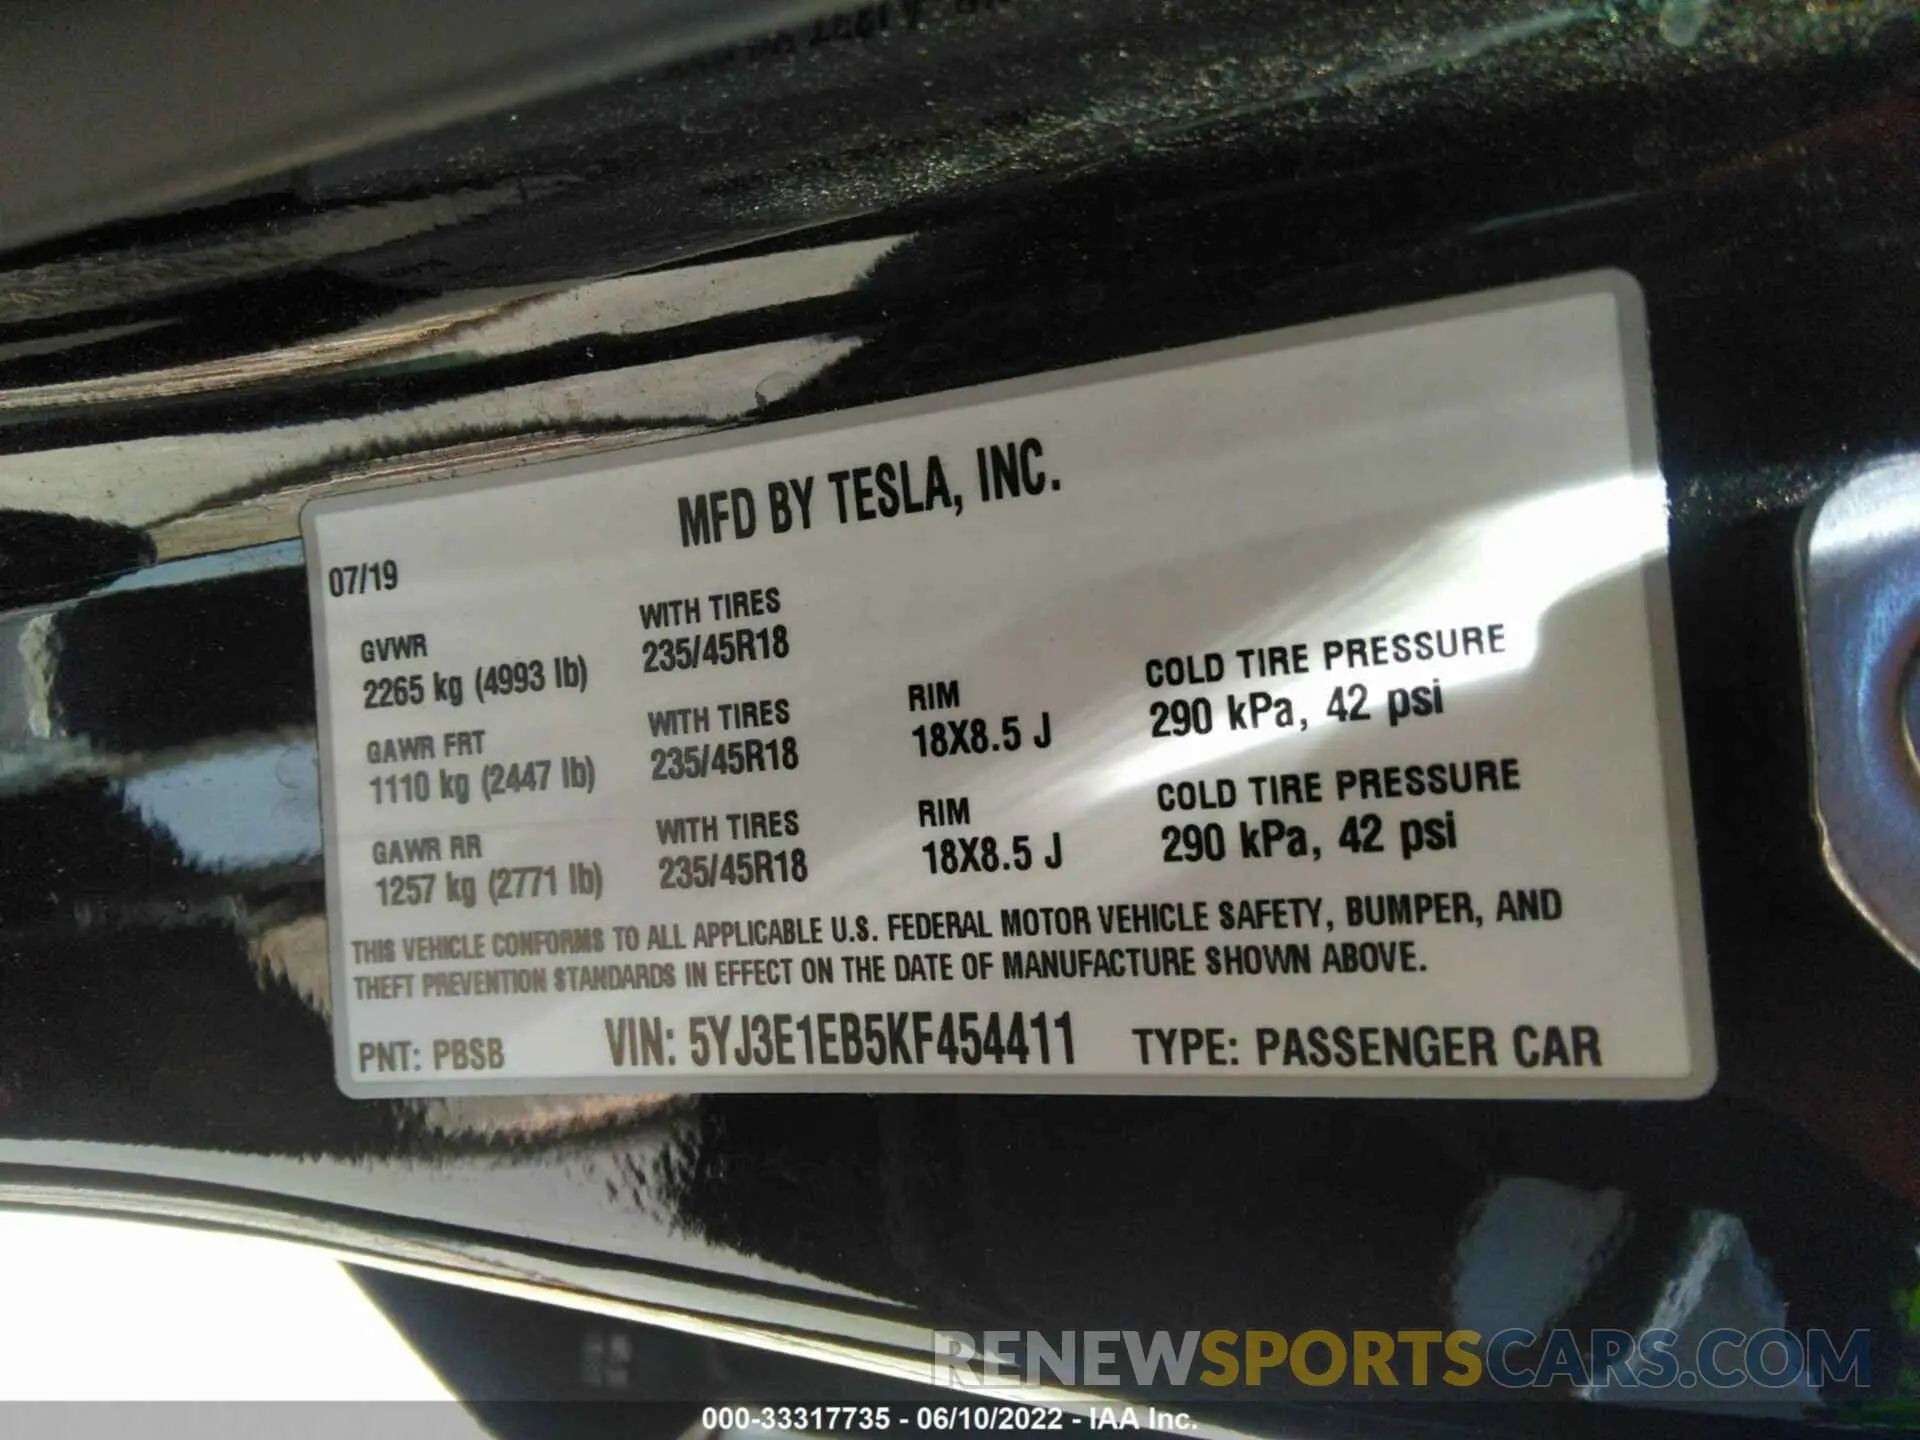 MFD BY TESLA, INC.
07/19
GVWR
2265 kg (4993 lb)
WITH TIRES
235/45R18
GAWR FRT
1110 kg (2447 lb)
WITH TIRES
235/45R18
RIM
18X8.5 J
COLD TIRE PRESSURE
290 kPa, 42 psi
GAWR RR
1257 kg (2771 lb)
WITH TIRES
235/45R18
RIM
18X8.5 J
COLD TIRE PRESSURE
290 kPa, 42 psi
THIS VEHICLE CONFORMS TO ALL APPLICABLE U.S. FEDERAL MOTOR VEHICLE SAFETY, BUMPER, AND
THEFT PREVENTION STANDARDS IN EFFECT ON THE DATE OF MANUFACTURE SHOWN ABOVE.
PNT: PBSB VIN: 5YJ3E1EB5KF454411 TYPE: PASSENGER CAR
RENEWSPORTSCARS.COM
000-33317735 - 06/10/2022 - IAA Inc.